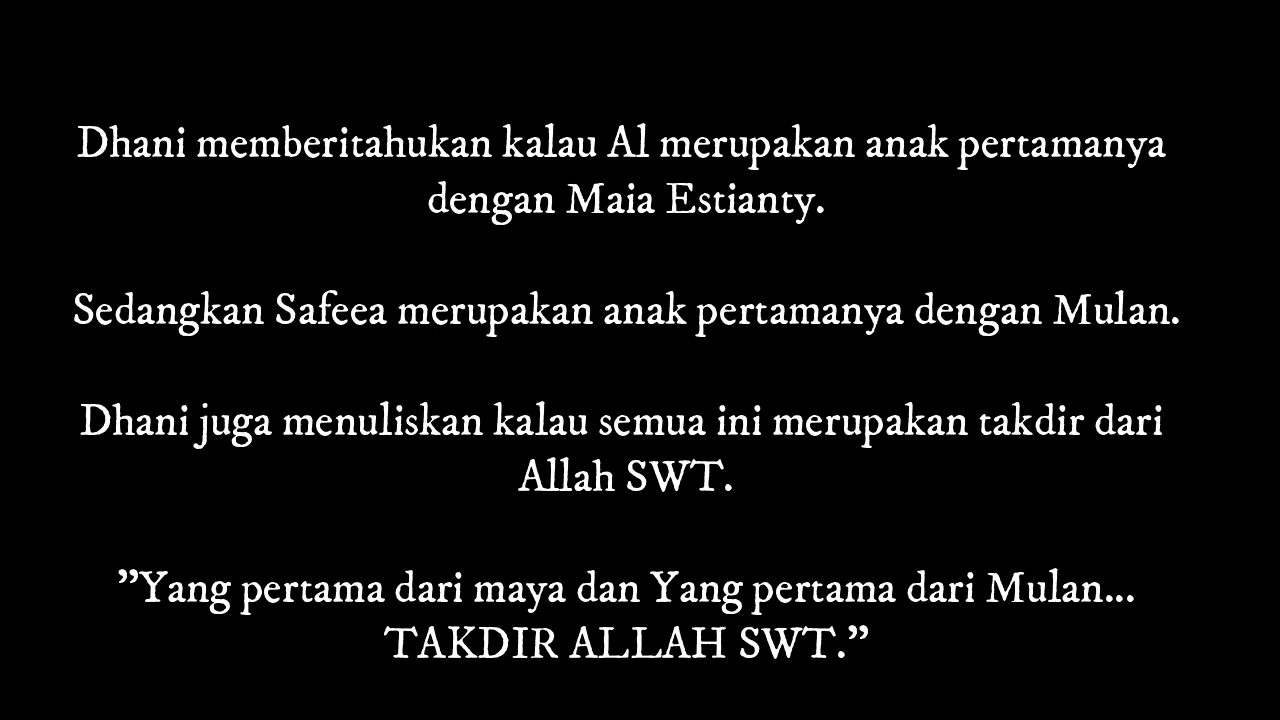 Dhani memberitahukan kalau Al merupakan anak pertamanya
dengan Maia Estianty.
Sedangkan Safeea merupakan anak pertamanya dengan Mulan.
Dhani juga menuliskan kalau semua ini merupakan takdir dari
Allah SWT.
”Yang pertama dari maya dan Yang pertama dari Mulan...
TAKDIR ALLAH SWT.”